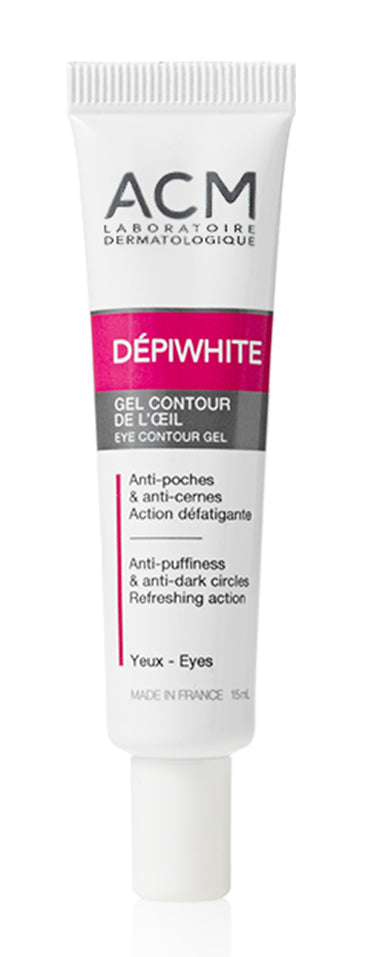 ACM
LABORATOIRE
DERMATOLOGIQUE
DÉPIWHITE
GEL CONTOUR
DE L'ŒIL
EYE CONTOUR GEL
Anti-poches
& anti-cernes
Action défatigante
Anti-puffiness
& anti-dark circles
Refreshing action
Yeux - Eyes
MADE IN FRANCE 15mL